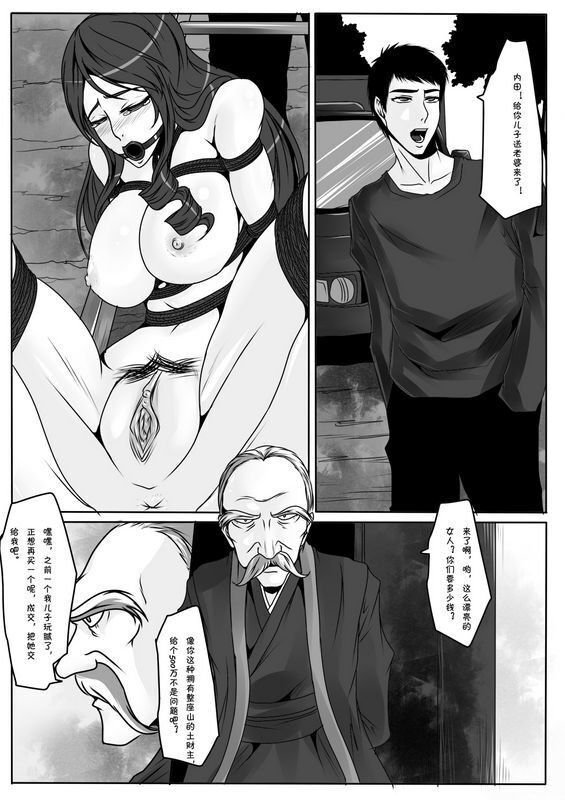 内田！给你儿子送老婆来了！
来了啊，哟，这么漂亮的
女人？你们要多少钱？
像你这种拥有整座山的土财主，
给个500万不是问题吧？
嘿嘿，之前一个我儿子玩腻了，
正想再买一个呢，成交，把她交
给我吧。